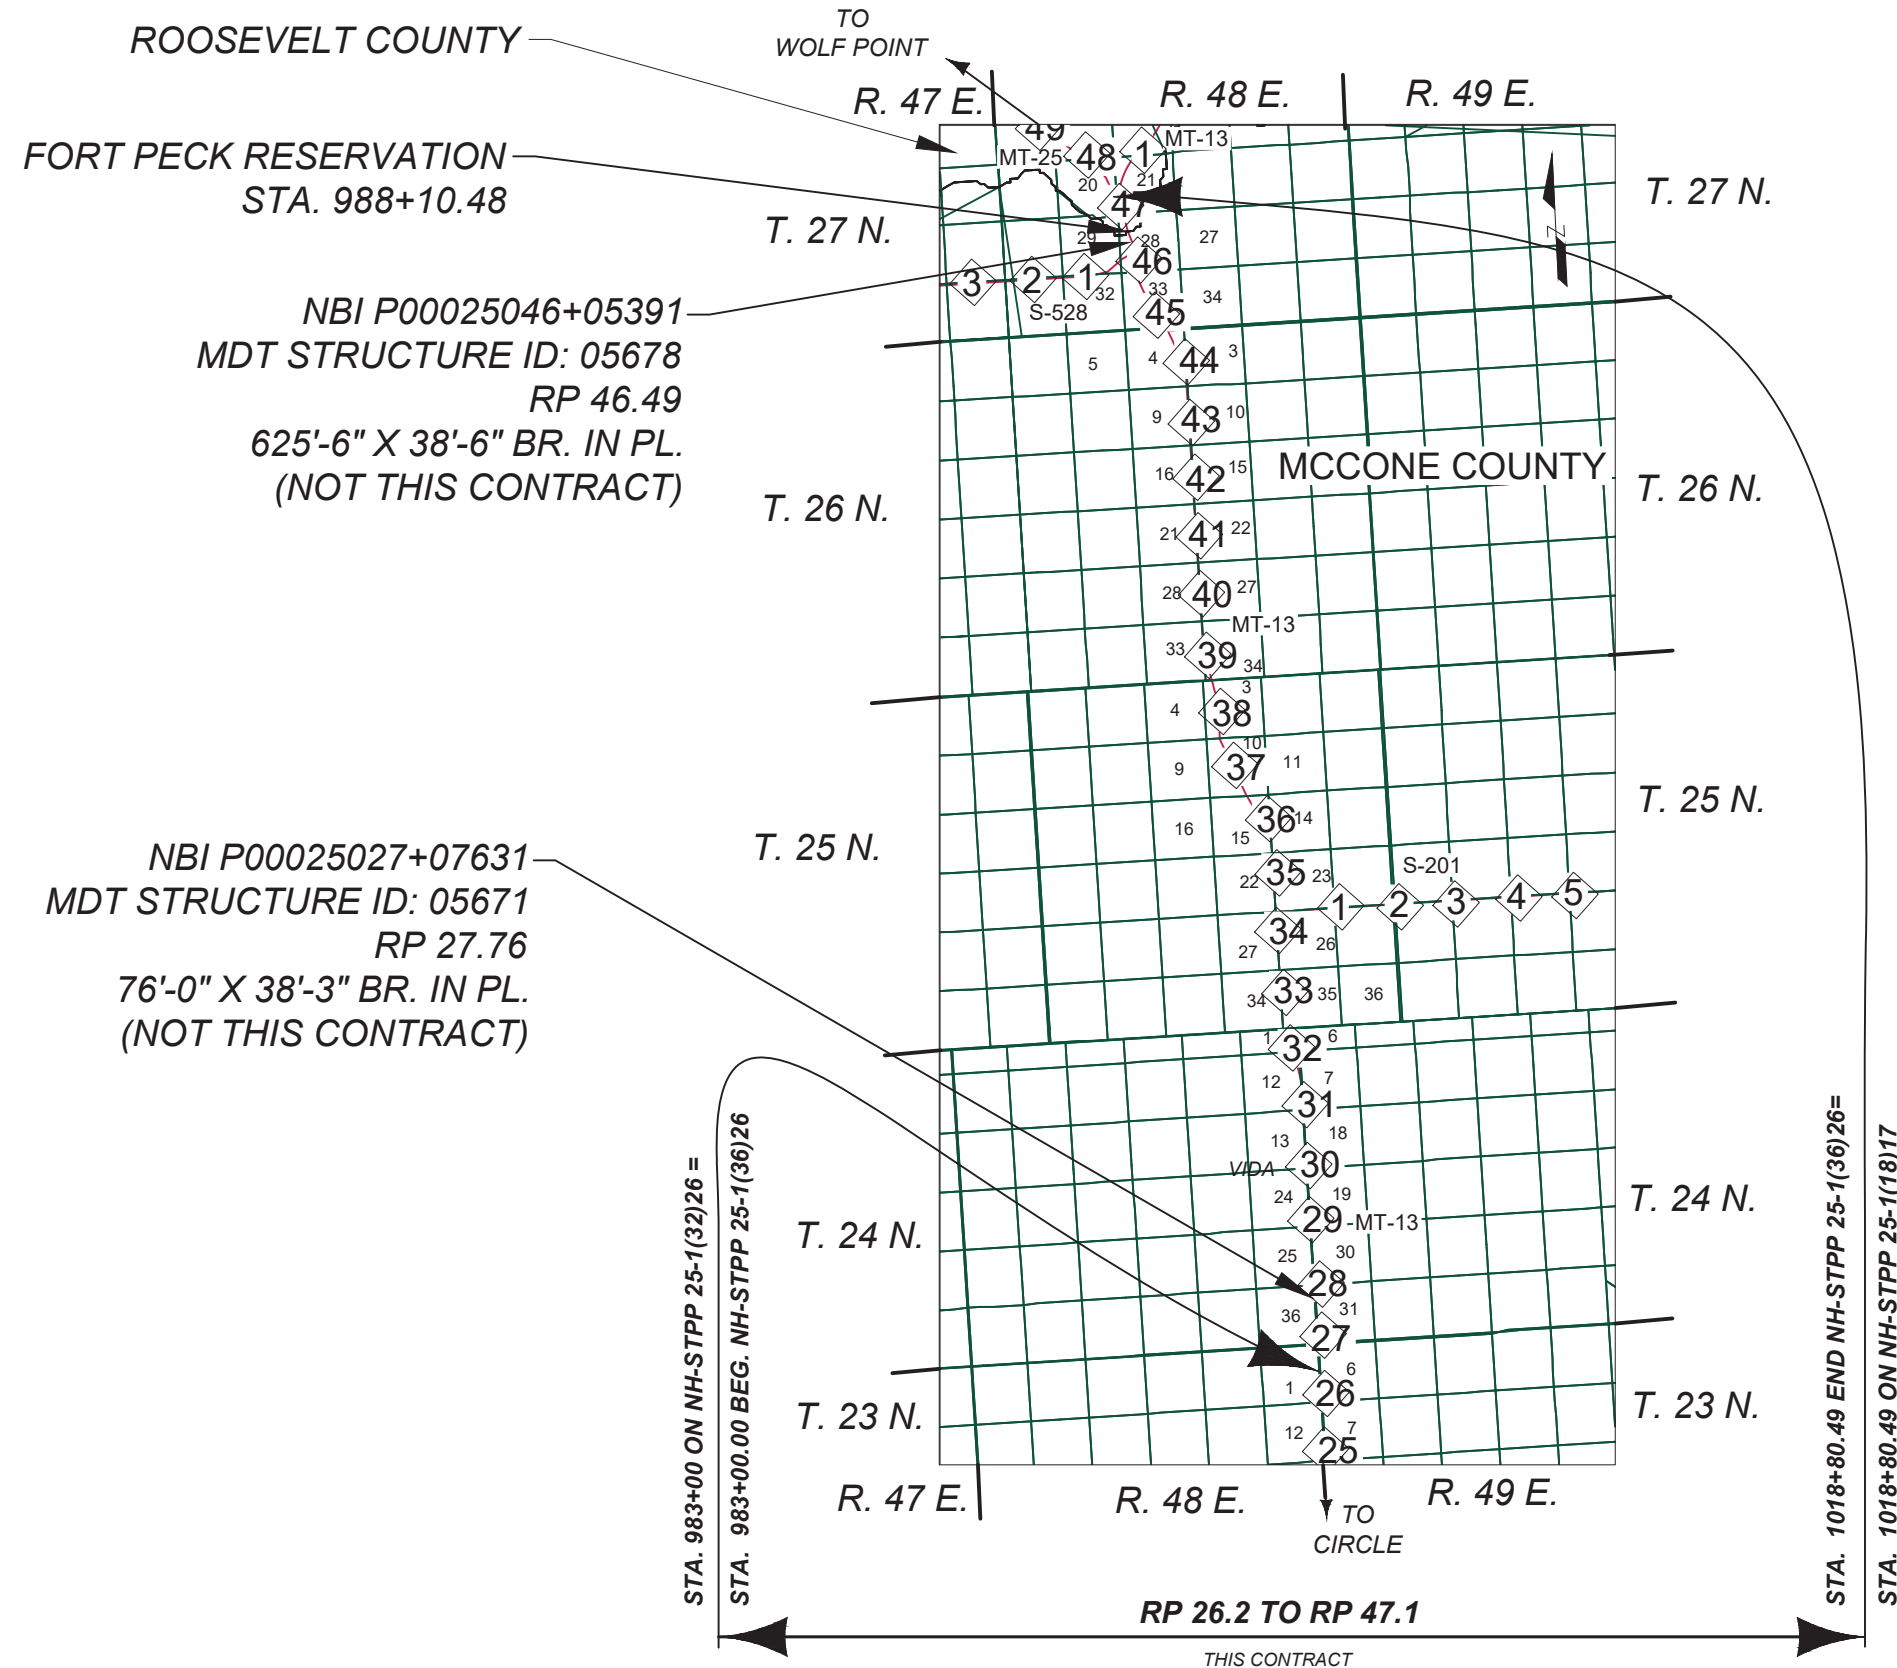 ROOSEVELT COUNTY
TO
WOLF POINT
R. 47 E.
R. 48 E.
R. 49 E.
FORT PECK RESERVATION
STA. 988+10.48
49
MT-25
48
1
MT-13
20
21
47
T. 27 N.
T. 27 N.
29
28
27
46
3
2
1
32
33
34
S-528
45
N
NBI P00025046+05391
MDT STRUCTURE ID: 05678
RP 46.49
625'-6" X 38'-6" BR. IN PL.
(NOT THIS CONTRACT)
5
4
44
3
9
43
10
MCCONE COUNTY
16
42
15
T. 26 N.
T. 26 N.
21
41
22
28
40
27
MT-13
33
39
34
3
4
38
10
9
37
11
16
15
36
14
T. 25 N.
T. 25 N.
22
35
23
S-201
1
2
3
4
5
34
27
26
34
33
35
36
NBI P00025027+07631
MDT STRUCTURE ID: 05671
RP 27.76
76'-0" X 38'-3" BR. IN PL.
(NOT THIS CONTRACT)
1
32
6
12
7
31
13
18
VIDA
30
24
19
29
MT-13
T. 24 N.
T. 24 N.
25
30
28
36
31
27
6
1
26
T. 23 N.
T. 23 N.
12
7
25
R. 47 E.
R. 48 E.
R. 49 E.
TO
CIRCLE
STA. 983+00 ON NH-STPP 25-1(32)26 =
STA. 983+00.00 BEG. NH-STPP 25-1(36)26
STA. 1018+80.49 END NH-STPP 25-1(36)26=
STA. 1018+80.49 ON NH-STPP 25-1(18)17
RP 26.2 TO RP 47.1
THIS CONTRACT